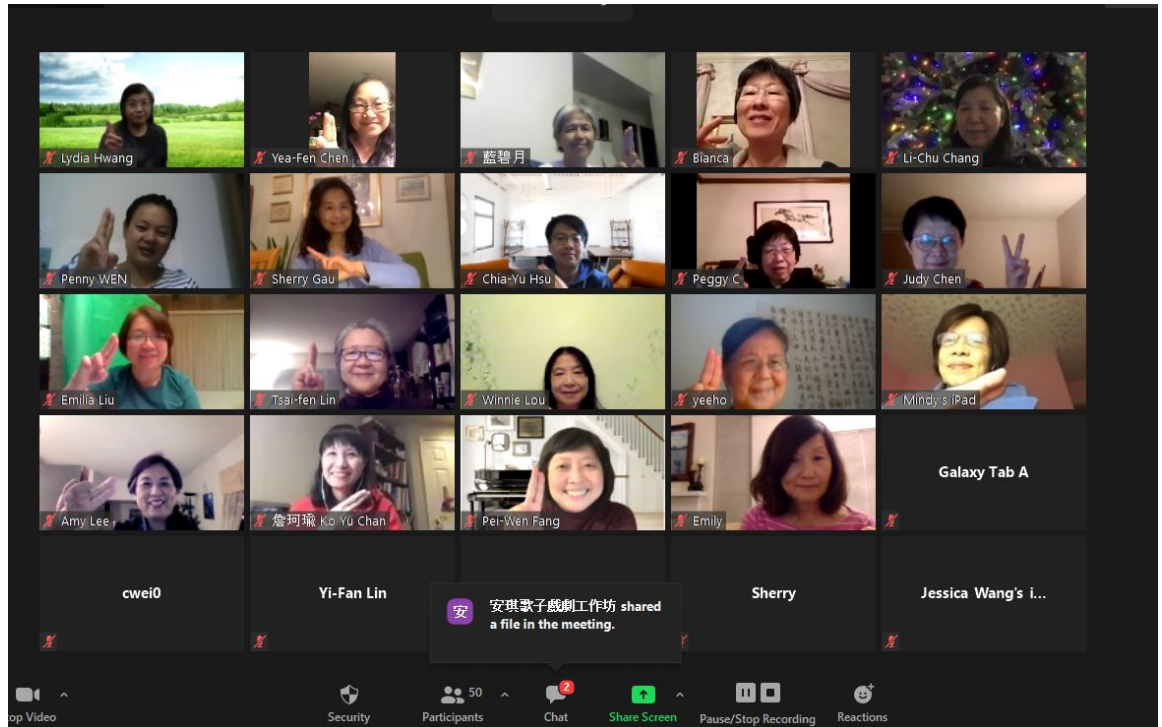 Lydia Hwang
Yea-Fen Chen
藍碧月
Bianca
Li-Chu Chang
Penny WEN
Sherry Gau
Chia-Yu Hsu
Peggy C
Judy Chen
Emilia Liu
Tsai-fen Lin
Winnie Lou
yeeho
Mindy's iPad
Amy Lee
詹珂瑜 Ko Yu Chan
Pei-Wen Fang
Emily
Galaxy Tab A
cwei0
Yi-Fan Lin
Sherry
Jessica Wang's i...
安
安琪歌子戲劇工作坊 shared
a file in the meeting.
50
2
op Video
Security
Participants
Chat
Share Screen
Pause/Stop Recording
Reactions